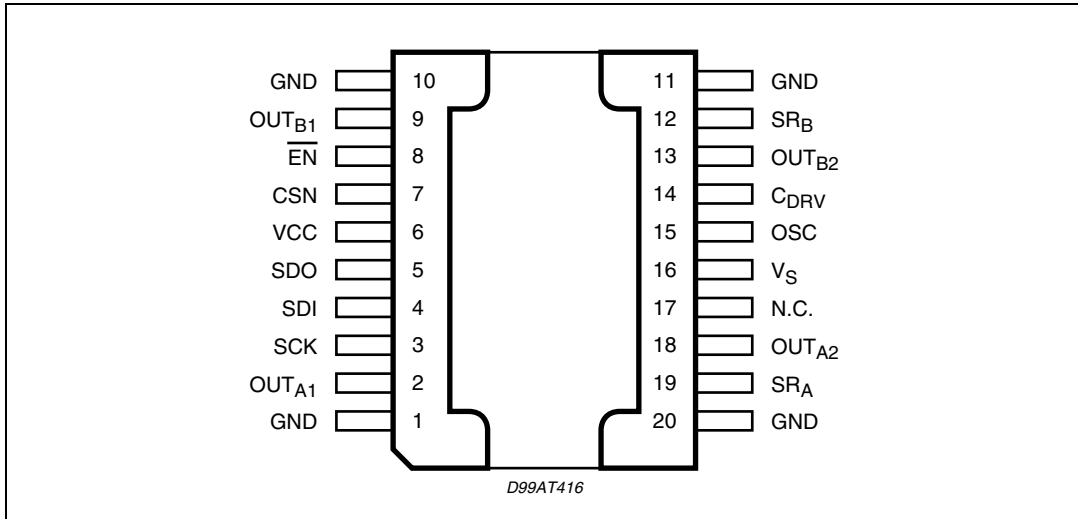 GND 10 11 GND
OUTB1 9 12 SRB
EN 8 13 OUTB2
CSN 7 14 CDRV
VCC 6 15 OSC
SDO 5 16 VS
SDI 4 17 N.C.
SCK 3 18 OUTA2
OUTA1 2 19 SRA
GND 1 20 GND
D99AT416